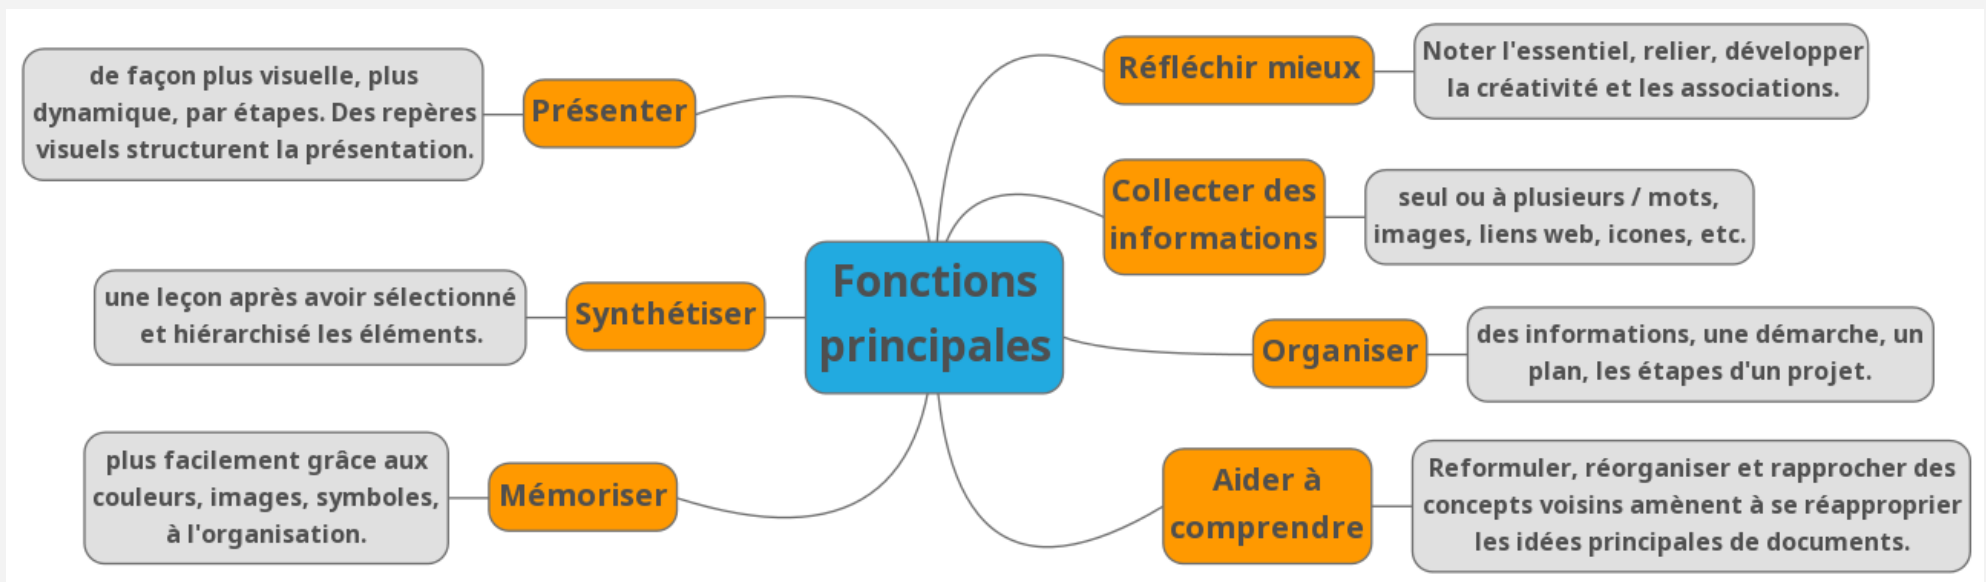 Fonctions
principales
Réfléchir mieux
Noter l'essentiel, relier, développer
la créativité et les associations.
Collecter des
informations
seul ou à plusieurs / mots,
images, liens web, icones, etc.
Organiser
des informations, une démarche, un
plan, les étapes d'un projet.
Aider à
comprendre
Reformuler, réorganiser et rapprocher des
concepts voisins amènent à se réapproprier
les idées principales de documents.
Présenter
de façon plus visuelle, plus
dynamique, par étapes. Des repères
visuels structurent la présentation.
Synthétiser
une leçon après avoir sélectionné
et hiérarchisé les éléments.
Mémoriser
plus facilement grâce aux
couleurs, images, symboles,
à l'organisation.